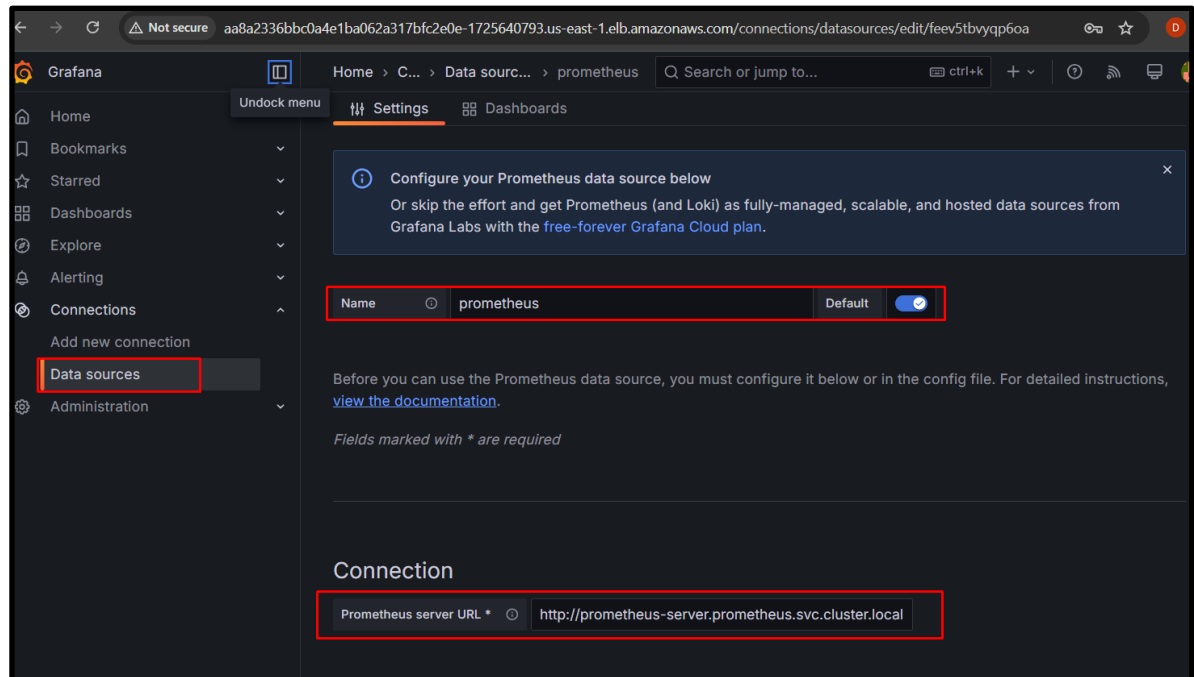 Not secure aa8a2336bbc0a4e1ba062a317bfc2e0e-1725640793.us-east-1.elb.amazonaws.com/connections/datasources/edit/feev5tbvyqp6oa D
Grafana
Home › C... › Data sourc... › prometheus Search or jump to... ctrl+k
Undock menu
Home
Bookmarks
Starred
Dashboards
Explore
Alerting
Connections
Add new connection
Data sources
Administration
Settings Dashboards
Configure your Prometheus data source below
Or skip the effort and get Prometheus (and Loki) as fully-managed, scalable, and hosted data sources from
Grafana Labs with the free-forever Grafana Cloud plan.
Name prometheus Default
Before you can use the Prometheus data source, you must configure it below or in the config file. For detailed instructions,
view the documentation.
Fields marked with * are required
Connection
Prometheus server URL * http://prometheus-server.prometheus.svc.cluster.local